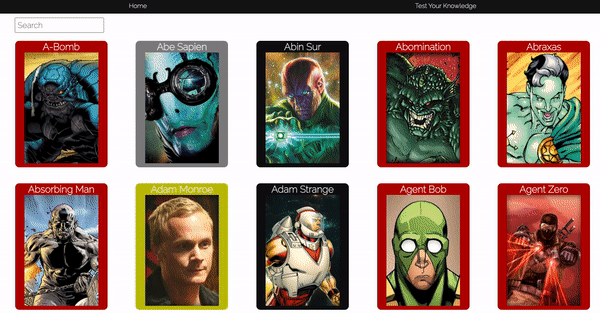 Home
Test Your Knowledge
Search
A-Bomb
Abe Sapien
Abin Sur
Abomination
Abraxas
Absorbing Man
Adam Monroe
Adam Strange
Agent Bob
Agent Zero